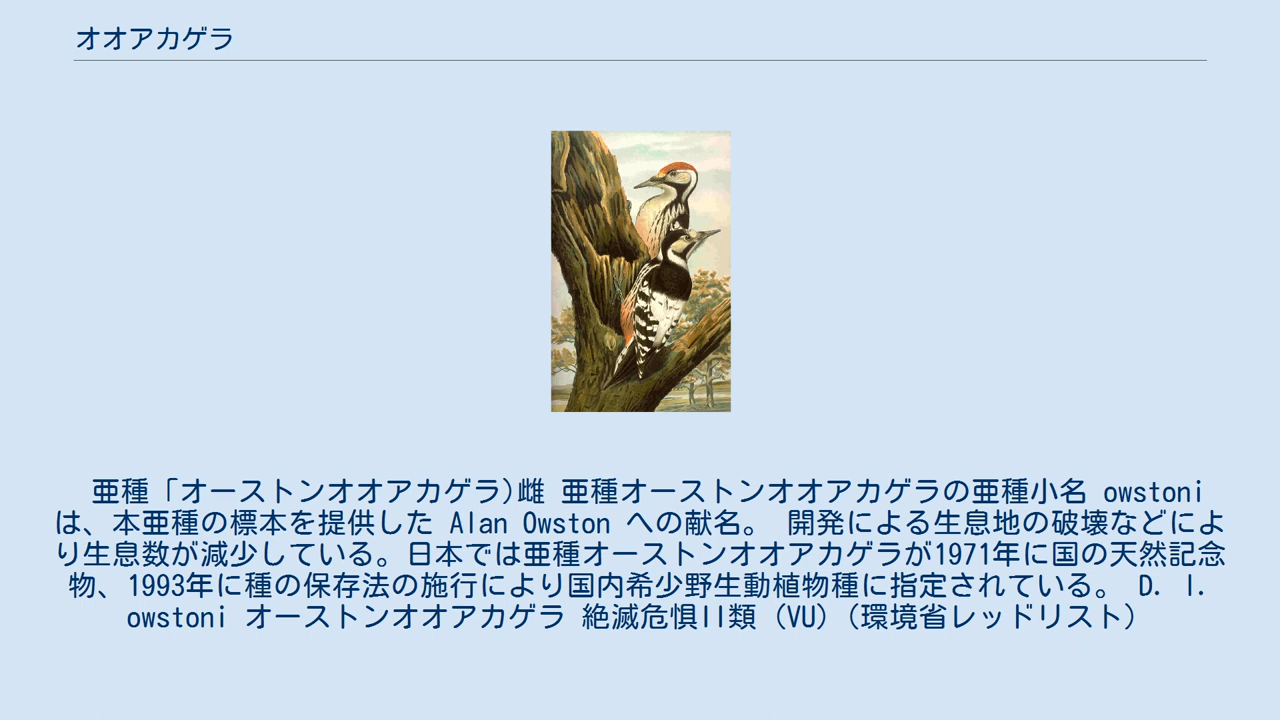 オオアカゲラ
亜種「オーストンオオアカゲラ)雌 亜種オーストンオオアカゲラの亜種小名 owstoni
は、本亜種の標本を提供した Alan Owston への献名。 開発による生息地の破壊などによ
り生息数が減少している。日本では亜種オーストンオオアカゲラが1971年に国の天然記念
物、1993年に種の保存法の施行により国内希少野生動植物種に指定されている。 D. l.
owstoni オーストンオオアカゲラ 絶滅危惧II類 (VU)(環境省レッドリスト)